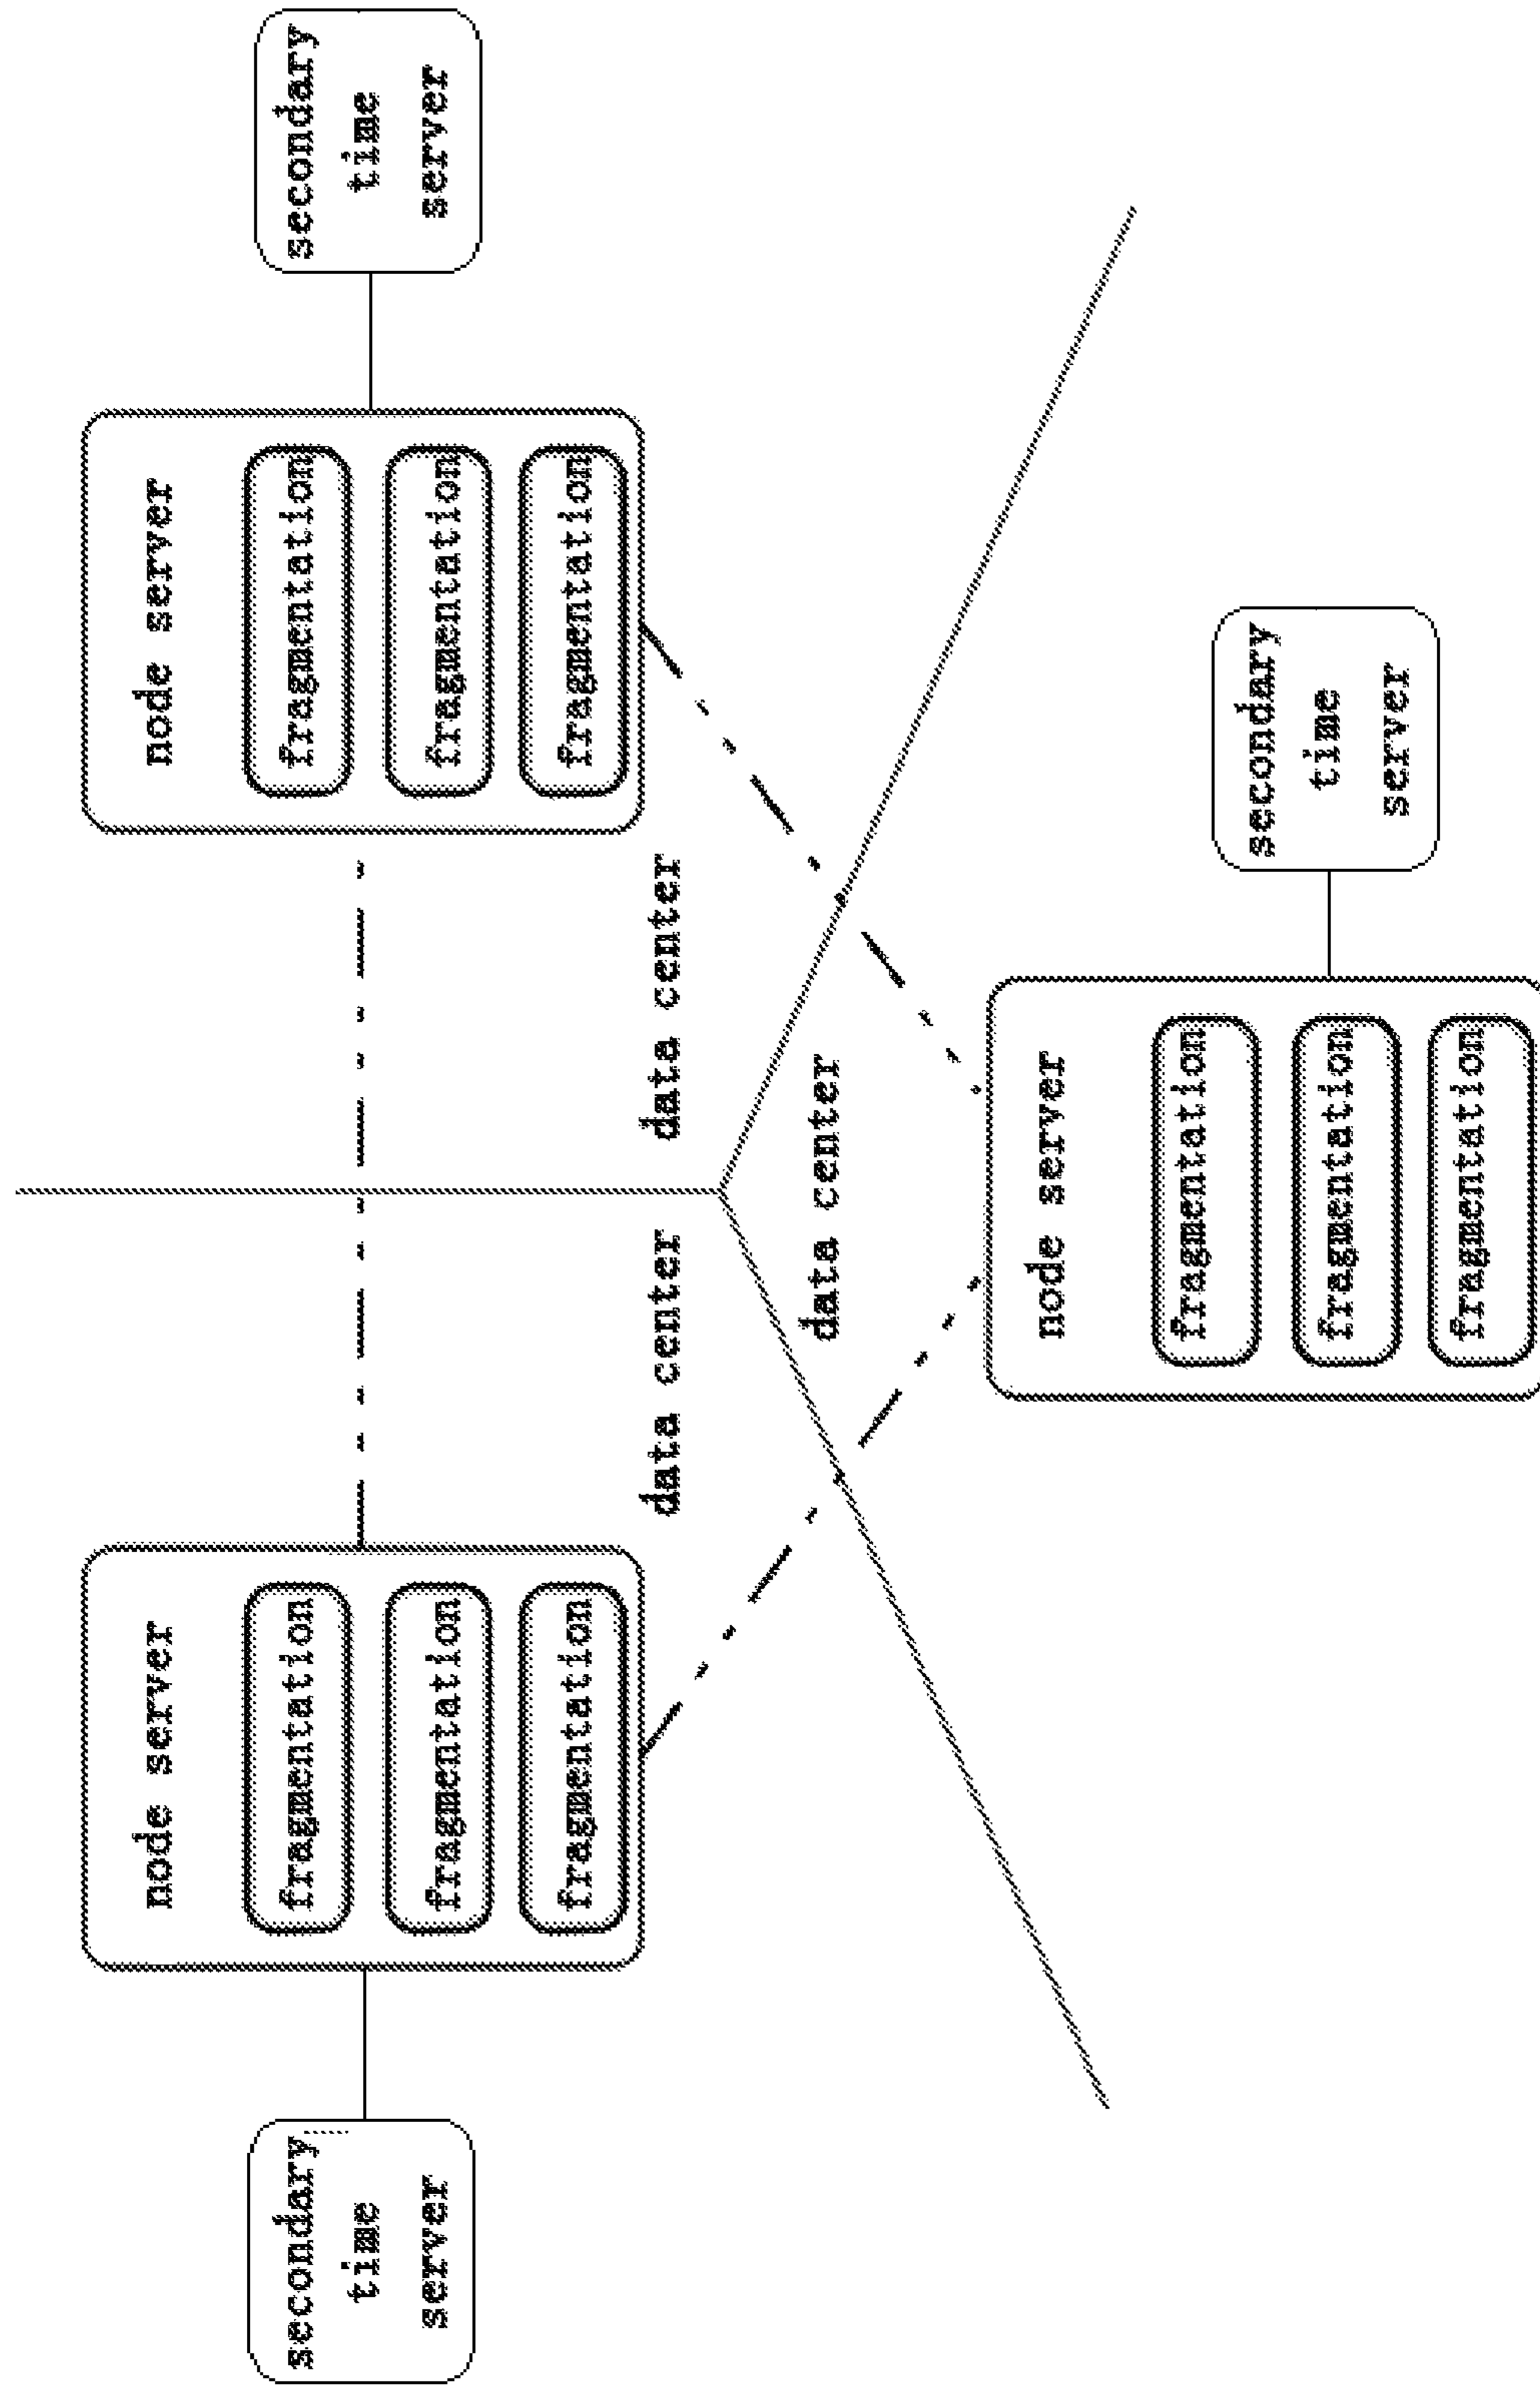 secondary
time
server
node server
fragmentation
fragmentation
fragmentation
data center
node server
fragmentation
fragmentation
fragmentation
data center
secondary
time
server
data center
node server
fragmentation
fragmentation
fragmentation
secondary
time
server